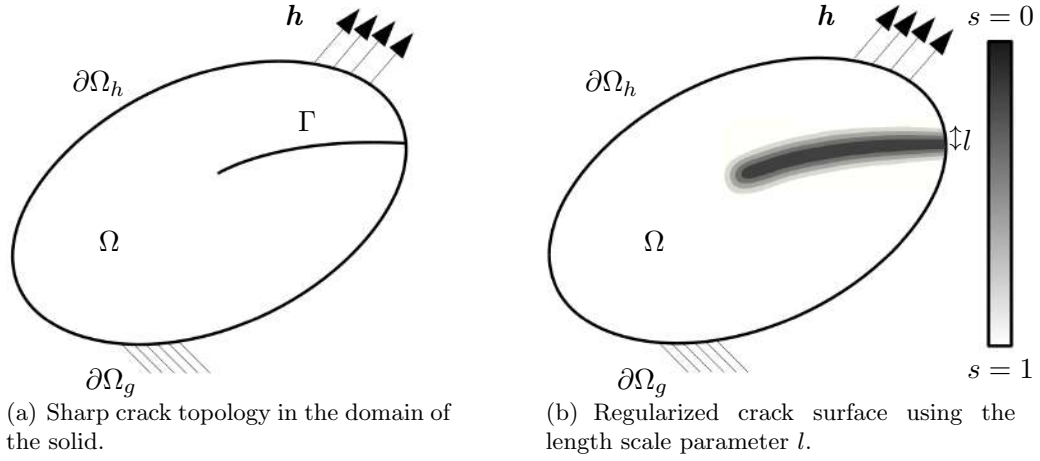 h
∂Ω_h
Γ
Ω
∂Ω_g
(a) Sharp crack topology in the domain of
the solid.
h
s = 0
∂Ω_h
l
Ω
s = 1
∂Ω_g
(b) Regularized crack surface using the
length scale parameter l.